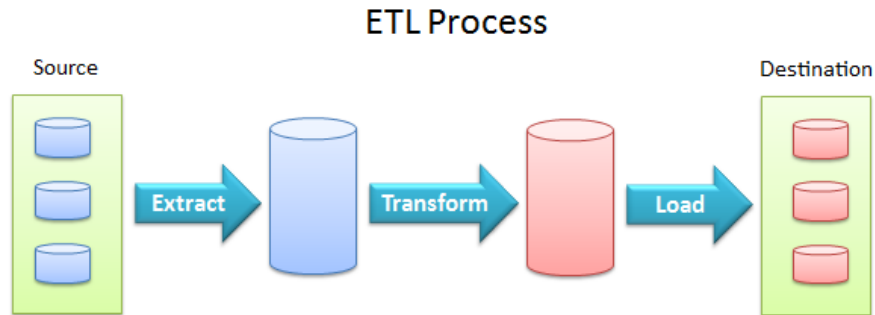 ETL Process
Source
Destination
Extract
Transform
Load